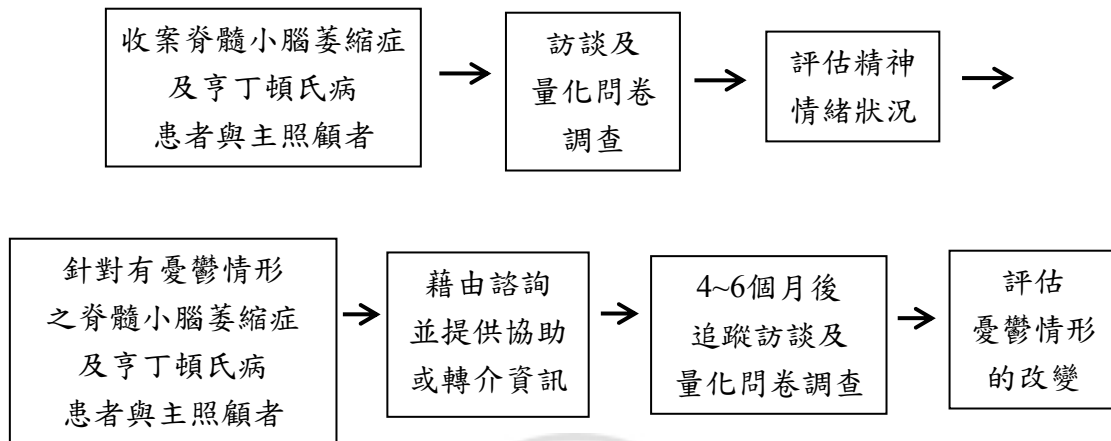 收案脊髓小腦萎縮症
及亨丁頓氏病
患者與主照顧者
訪談及
量化問卷
調查
評估精神
情緒狀況
針對有憂鬱情形
之脊髓小腦萎縮症
及亨丁頓氏病
患者與主照顧者
藉由諮詢
並提供協助
或轉介資訊
4~6個月後
追蹤訪談及
量化問卷調查
評估
憂鬱情形
的改變